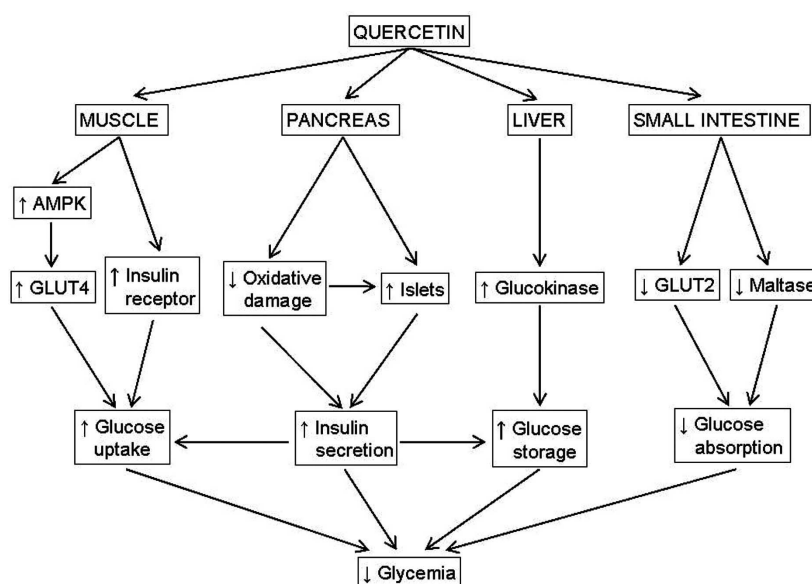 QUERCETIN
MUSCLE
PANCREAS
LIVER
SMALL INTESTINE
↑ AMPK
↑ GLUT4
↑ Insulin
receptor
↓ Oxidative
damage
↑ Islets
↑ Glucokinase
↓ GLUT2
↓ Maltase
↑ Glucose
uptake
↑ Insulin
secretion
↑ Glucose
storage
↓ Glucose
absorption
↓ Glycemia